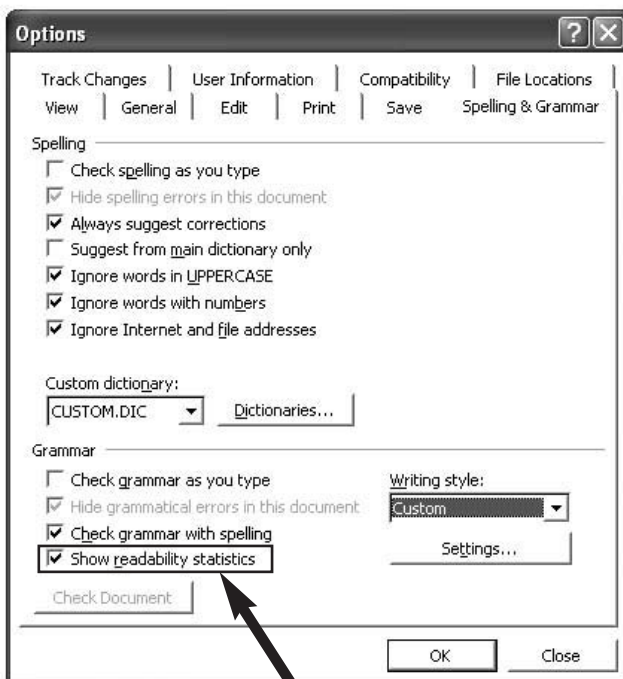 Options
Track Changes User Information Compatibility File Locations
View General Edit Print Save Spelling & Grammar
Spelling
Check spelling as you type
Hide spelling errors in this document
Always suggest corrections
Suggest from main dictionary only
Ignore words in UPPERCASE
Ignore words with numbers
Ignore Internet and file addresses
Custom dictionary:
CUSTOM.DIC Dictionaries...
Grammar
Check grammar as you type Writing style:
Hide grammatical errors in this document Custom
Check grammar with spelling
Show readability statistics Settings...
Check Document
OK Close